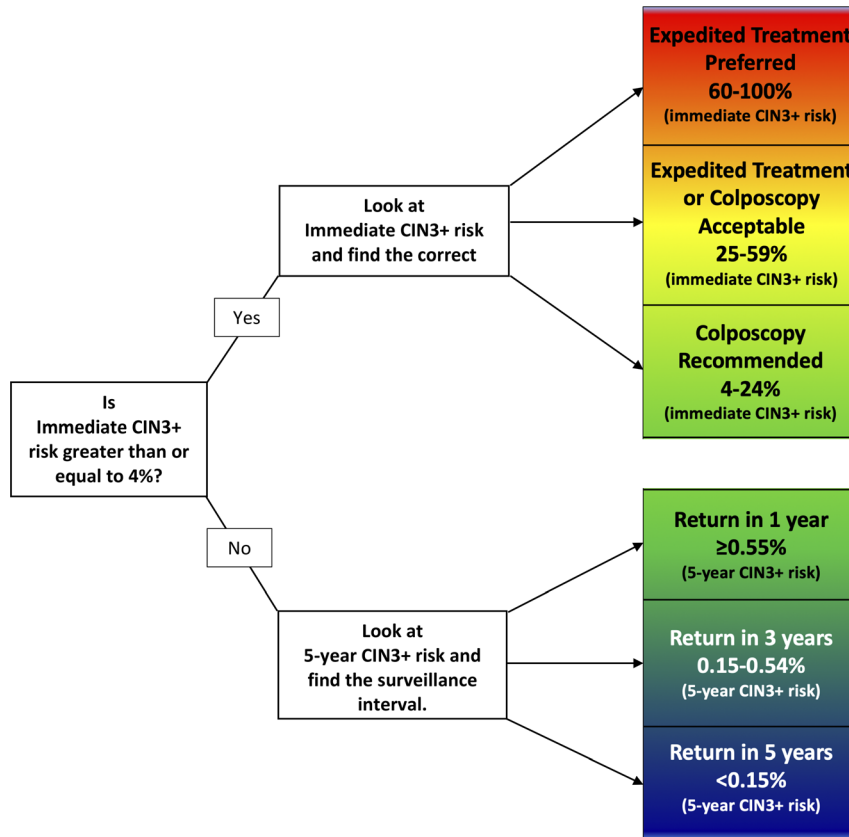 Is
Immediate CIN3+
risk greater than or
equal to 4%?
Yes
Look at
Immediate CIN3+ risk
and find the correct
Expedited Treatment
Preferred
60-100%
(immediate CIN3+ risk)
Expedited Treatment
or Colposcopy
Acceptable
25-59%
(immediate CIN3+ risk)
Colposcopy
Recommended
4-24%
(immediate CIN3+ risk)
No
Look at
5-year CIN3+ risk and
find the surveillance
interval.
Return in 1 year
≥0.55%
(5-year CIN3+ risk)
Return in 3 years
0.15-0.54%
(5-year CIN3+ risk)
Return in 5 years
<0.15%
(5-year CIN3+ risk)